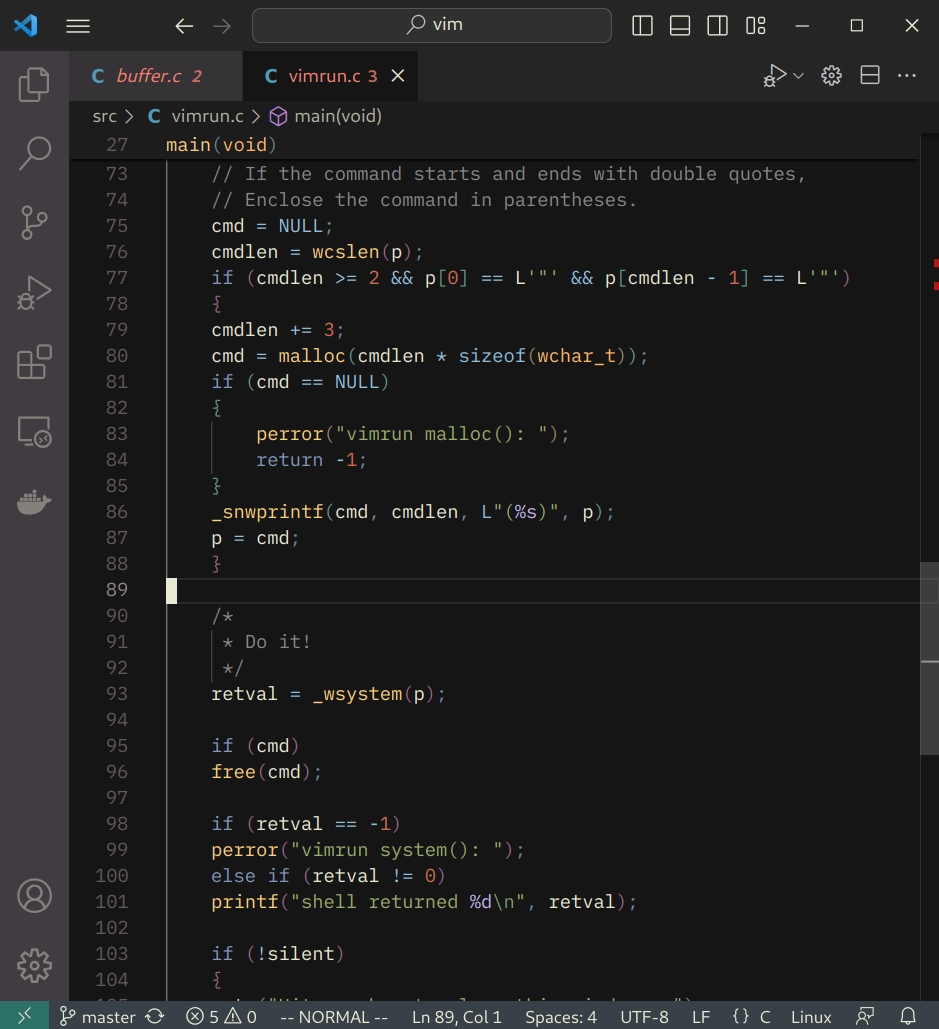 vim
C buffer.c 2
C vimrun.c 3
src > C vimrun.c > main(void)
27 main(void)
73 // If the command starts and ends with double quotes,
74 // Enclose the command in parentheses.
75 cmd = NULL;
76 cmdlen = wcslen(p);
77 if (cmdlen >= 2 && p[0] == L'"' && p[cmdlen - 1] == L'"')
78 {
79 cmdlen += 3;
80 cmd = malloc(cmdlen * sizeof(wchar_t));
81 if (cmd == NULL)
82 {
83 perror("vimrun malloc(): ");
84 return -1;
85 }
86 _snwprintf(cmd, cmdlen, L"(%s)", p);
87 p = cmd;
88 }
89
90 /*
91 * Do it!
92 */
93 retval = _wsystem(p);
94
95 if (cmd)
96 free(cmd);
97
98 if (retval == -1)
99 perror("vimrun system(): ");
100 else if (retval != 0)
101 printf("shell returned %d\n", retval);
102
103 if (!silent)
104 {
master 5 0 -- NORMAL -- Ln 89, Col 1 Spaces: 4 UTF-8 LF {} C Linux